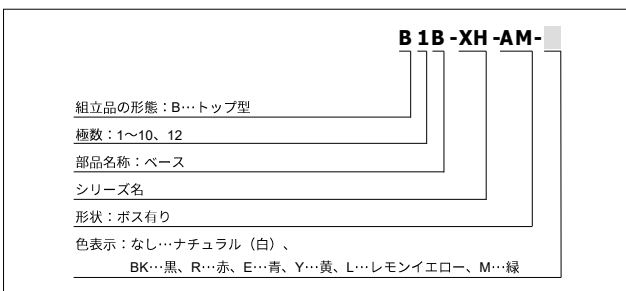 B 1 B -XH -AM-
組立品の形態：B…トップ型
極数：1～10、12
部品名称：ベース
シリーズ名
形状：ボス有り
色表示：なし…ナチュラル（白）、
BK…黒、R…赤、E…青、Y…黄、L…レモンイエロー、M…緑